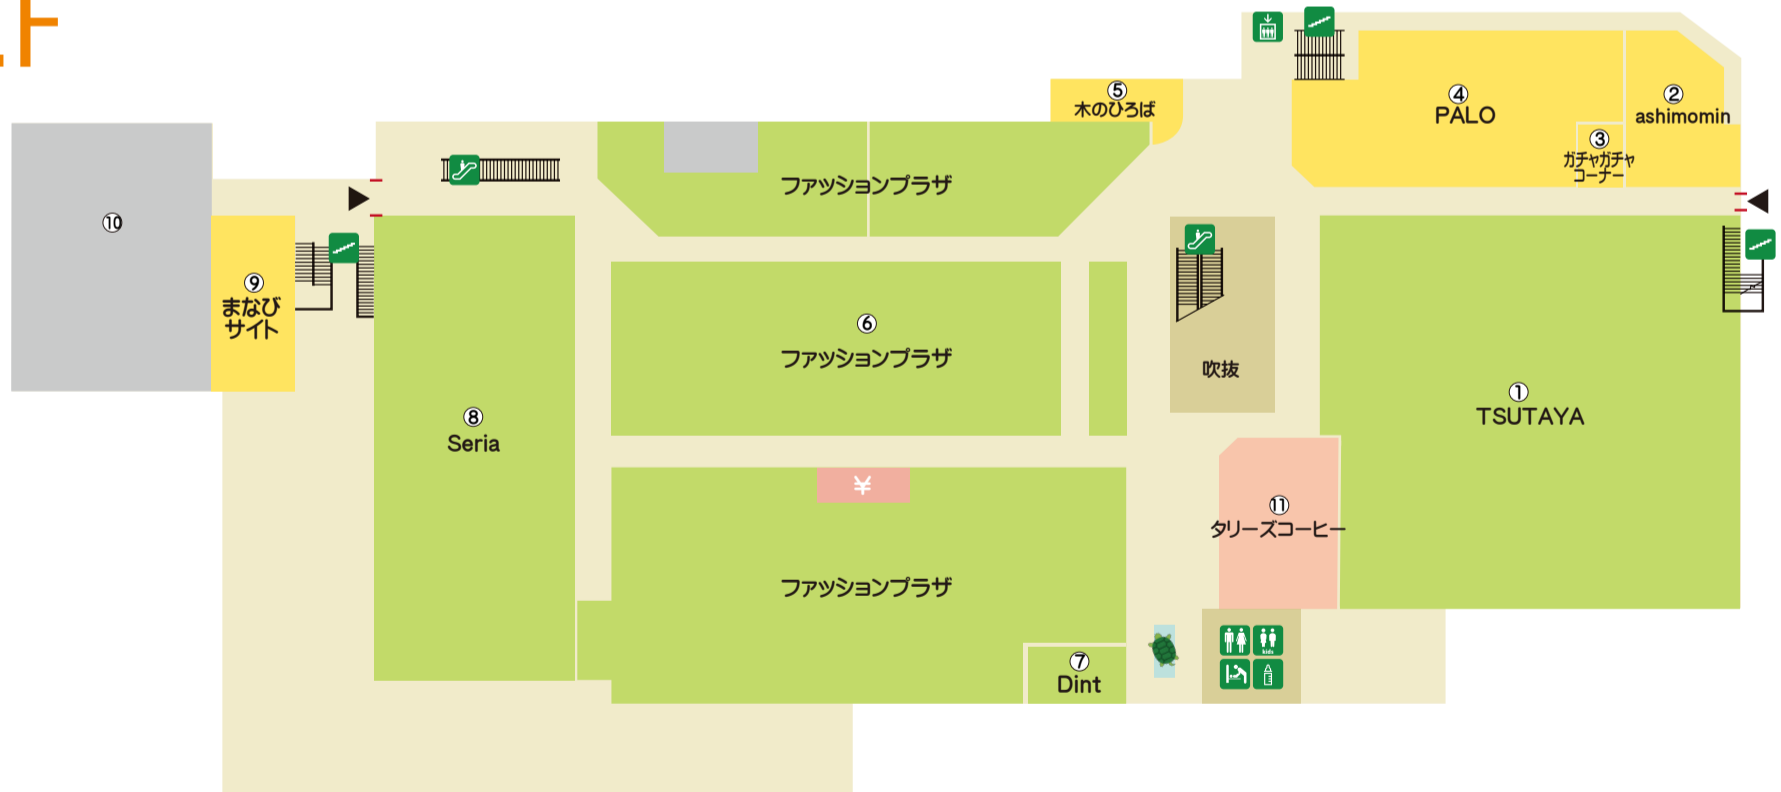 F
⑤
木のひろば
④
PALO
②
ashimomin
③
ガチャガチャ
コーナー
ファッションプラザ
⑩
⑨
まなび
サイト
⑥
ファッションプラザ
吹抜
①
TSUTAYA
⑧
Seria
¥
⑪
タリーズコーヒー
ファッションプラザ
kids
⑦
Dint